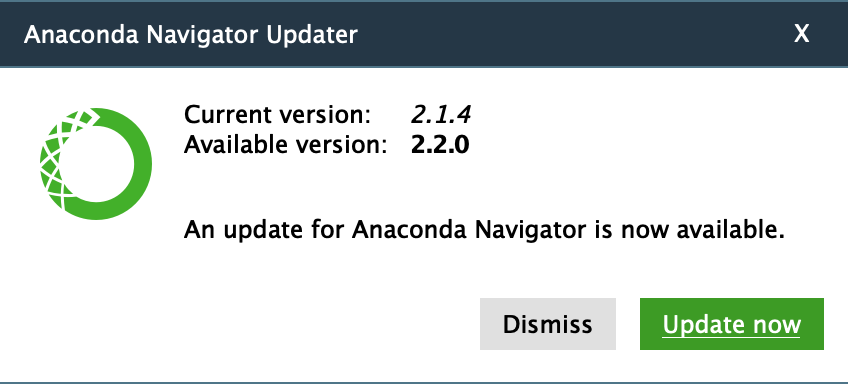 Anaconda Navigator Updater X
Current version: 2.1.4
Available version: 2.2.0
An update for Anaconda Navigator is now available.
Dismiss Update now